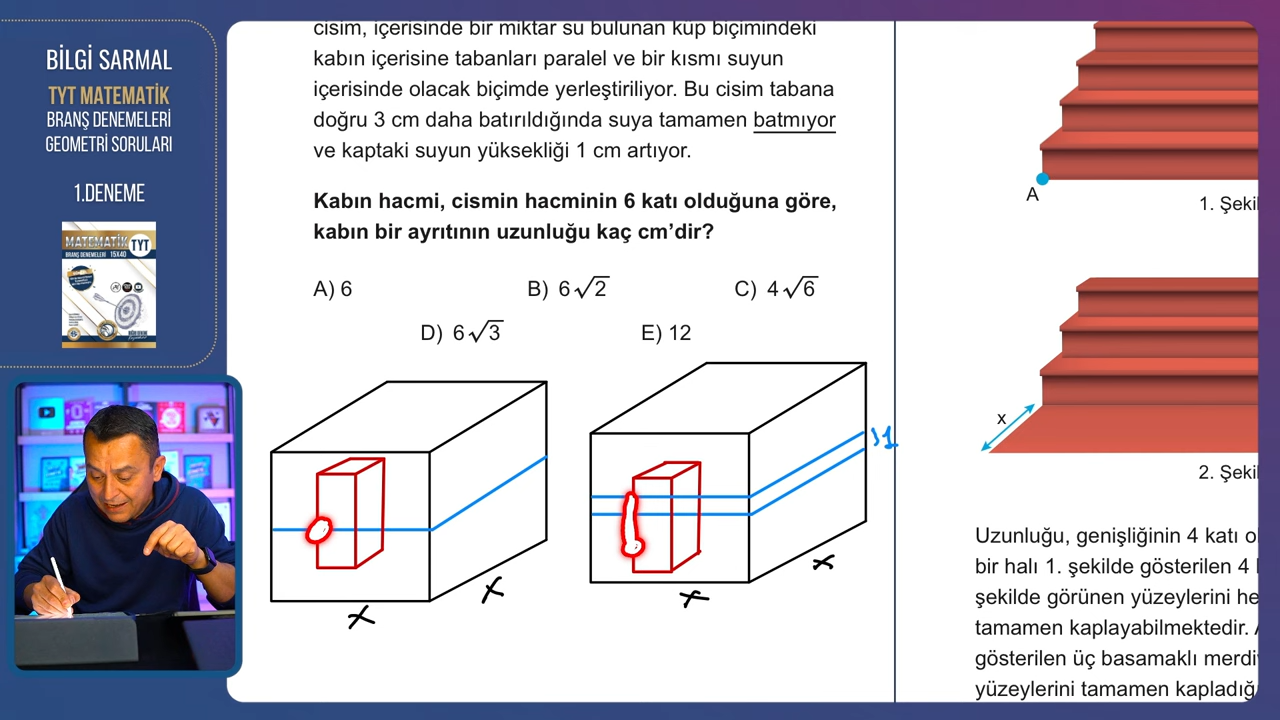 BİLGİ SARMAL
TYT MATEMATİK
BRANŞ DENEMELERİ
GEOMETRİ SORULARI
1.DENEME
MATEMATİK TYT
BRANŞ DENEMELERİ 15X40
cisim, içerisinde bir miktar su bulunan küp biçimindeki
kabın içerisine tabanları paralel ve bir kısmı suyun
içerisinde olacak biçimde yerleştiriliyor. Bu cisim tabana
doğru 3 cm daha batırıldığında suya tamamen batmıyor
ve kaptaki suyun yüksekliği 1 cm artıyor.
Kabın hacmi, cismin hacminin 6 katı olduğuna göre,
kabın bir ayrıtının uzunluğu kaç cm'dir?
A) 6 B) 6√2 C) 4√6
D) 6√3 E) 12
x x
x x
1
A
1. Şekil
x
2. Şekil
Uzunluğu, genişliğinin 4 katı o
bir halı 1. şekilde gösterilen 4
şekilde görünen yüzeylerini he
tamamen kaplayabilmektedir.
gösterilen üç basamaklı merdi
yüzeylerini tamamen kapladığ